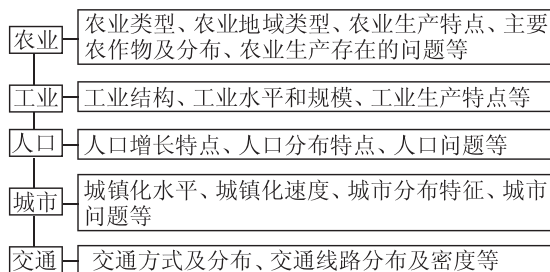 农业
农业类型、农业地域类型、农业生产特点、主要
农作物及分布、农业生产存在的问题等
工业
工业结构、工业水平和规模、工业生产特点等
人口
人口增长特点、人口分布特点、人口问题等
城市
城镇化水平、城镇化速度、城市分布特征、城市
问题等
交通
交通方式及分布、交通线路分布及密度等